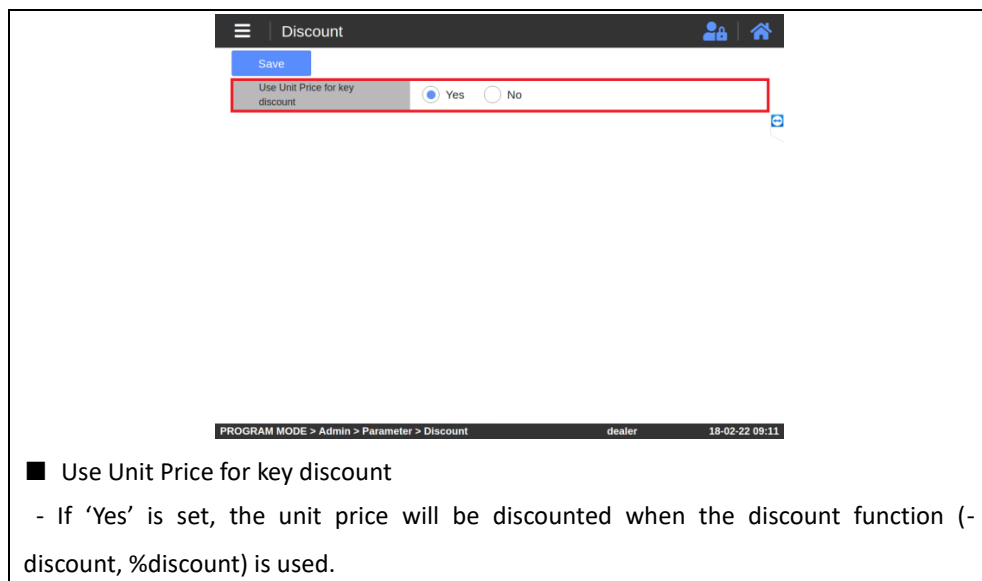 Discount
Save
Use Unit Price for key
discount
Yes
No
PROGRAM MODE > Admin > Parameter > Discount dealer 18-02-22 09:11
■ Use Unit Price for key discount
- If ‘Yes’ is set, the unit price will be discounted when the discount function (-
discount, %discount) is used.